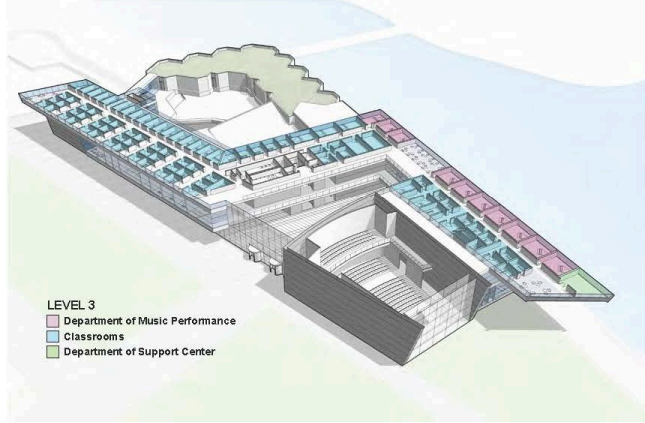 LEVEL 3
Department of Music Performance
Classrooms
Department of Support Center